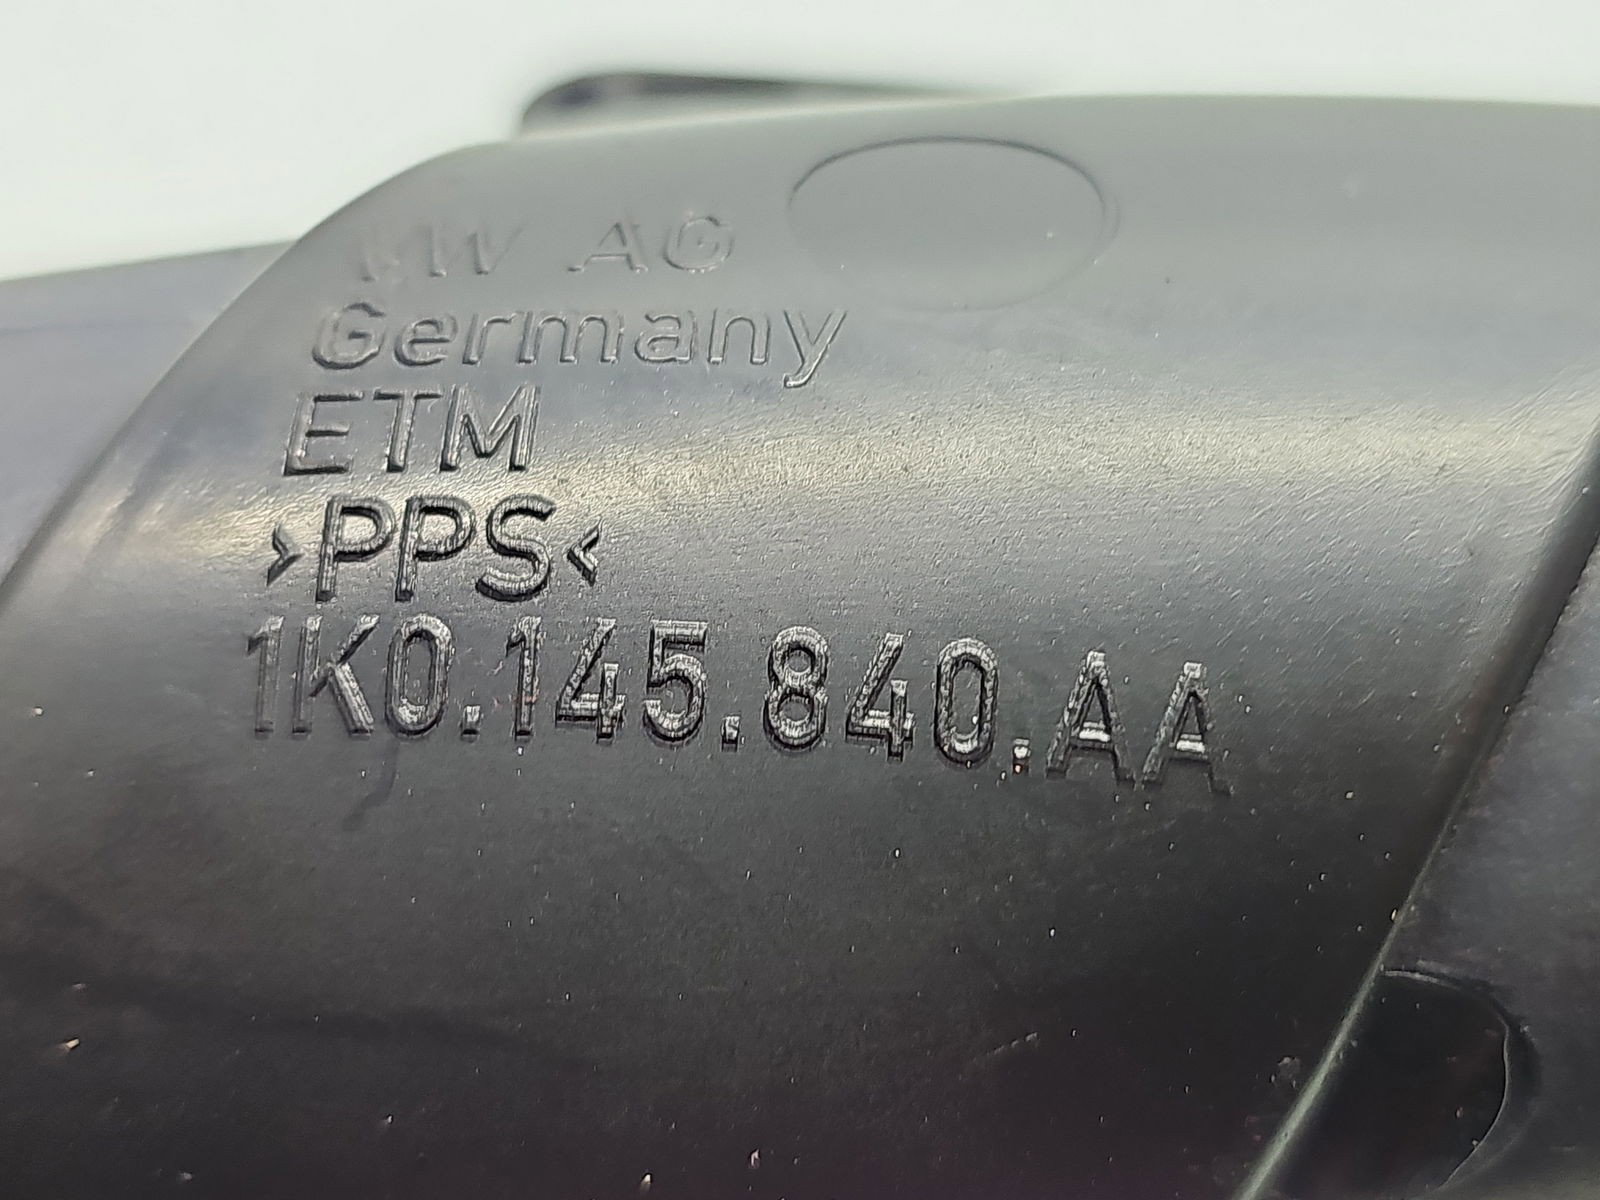 VW AG
Germany
ETM
>PPS<
1K0.145.840.AA